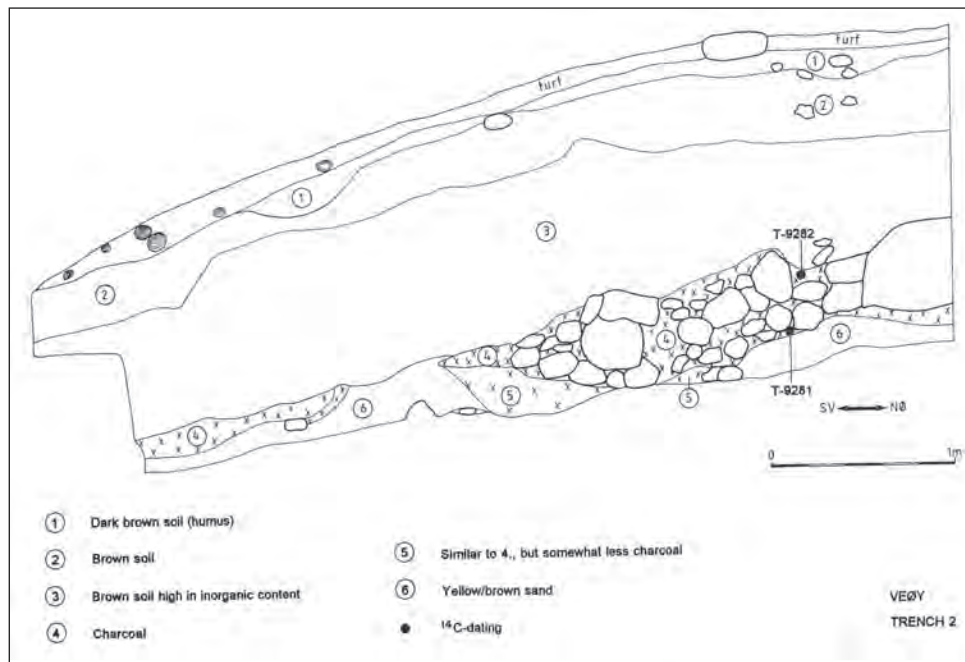 turf
turf
1
2
1
3
T-9282
2
4
6
4
T-9281
5
6
5
SV NØ
4
0 1m
1 Dark brown soil (humus)
2 Brown soil
3 Brown soil high in inorganic content
4 Charcoal
5 Similar to 4,, but somewhat less charcoal
6 Yellow/brown sand
14C-dating
VEØY
TRENCH 2